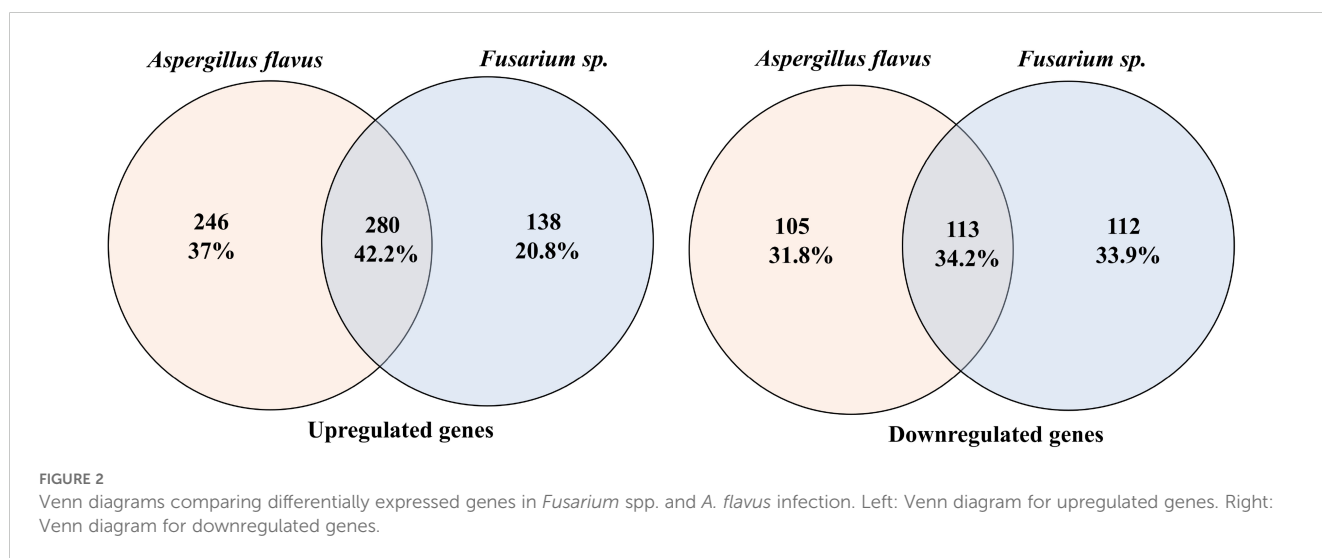 Aspergillus flavus
Fusarium sp.
246
37%
280
42.2%
138
20.8%
Upregulated genes
Aspergillus flavus
Fusarium sp.
105
31.8%
113
34.2%
112
33.9%
Downregulated genes
FIGURE 2
Venn diagrams comparing differentially expressed genes in Fusarium spp. and A. flavus infection. Left: Venn diagram for upregulated genes. Right:
Venn diagram for downregulated genes.